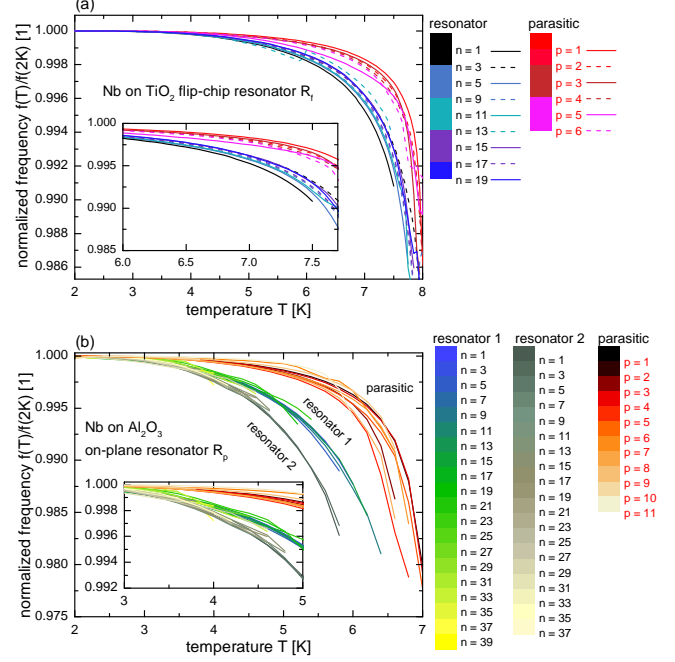 (a)
resonator
parasitic
1.000
0.998
0.996
0.994
0.992
0.990
0.988
0.986
normalized frequency f(T)/f(2K) [1]
Nb on TiO2 flip-chip resonator Rf
1.000
0.995
0.990
0.985
6.0 6.5 7.0 7.5
2 3 4 5 6 7 8
temperature T [K]
n = 1
n = 3
n = 5
n = 9
n = 11
n = 13
n = 15
n = 17
n = 19
p = 1
p = 2
p = 3
p = 4
p = 5
p = 6
(b)
resonator 1
resonator 2
parasitic
1.000
0.995
0.990
0.985
0.980
0.975
normalized frequency f(T)/f(2K) [1]
parasitic
resonator 1
resonator 2
Nb on Al2O3
on-plane resonator Rp
1.000
0.998
0.996
0.994
0.992
3 4 5
2 3 4 5 6 7
temperature T [K]
n = 1
n = 3
n = 5
n = 7
n = 9
n = 11
n = 13
n = 15
n = 17
n = 19
n = 21
n = 23
n = 25
n = 27
n = 29
n = 31
n = 33
n = 35
n = 37
n = 39
n = 1
n = 3
n = 5
n = 7
n = 9
n = 11
n = 13
n = 15
n = 17
n = 19
n = 21
n = 25
n = 27
n = 29
n = 31
n = 33
n = 35
n = 37
p = 1
p = 2
p = 3
p = 4
p = 5
p = 6
p = 7
p = 8
p = 9
p = 10
p = 11